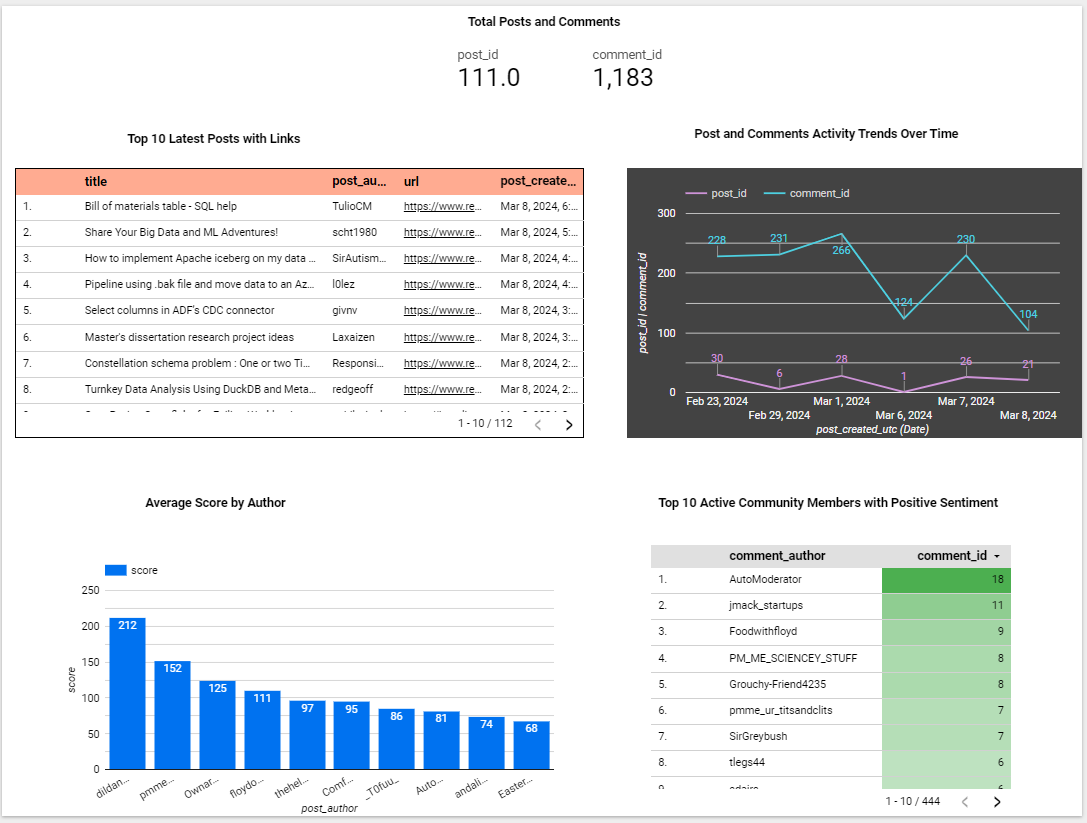 Total Posts and Comments
post_id
111.0
comment_id
1,183
Top 10 Latest Posts with Links
title post_au... url post_create...
1. Bill of materials table - SQL help TulioCM https://www.re... Mar 8, 2024, 6:...
2. Share Your Big Data and ML Adventures! scht1980 https://www.re... Mar 8, 2024, 5:...
3. How to implement Apache iceberg on my data ... SirAutism... https://www.re... Mar 8, 2024, 4:...
4. Pipeline using .bak file and move data to an Az... l0lez https://www.re... Mar 8, 2024, 4:...
5. Select columns in ADF's CDC connector givnv https://www.re... Mar 8, 2024, 3:...
6. Master's dissertation research project ideas Laxaizen https://www.re... Mar 8, 2024, 3:...
7. Constellation schema problem : One or two Ti... Responsi... https://www.re... Mar 8, 2024, 2:...
8. Turnkey Data Analysis Using DuckDB and Meta... redgeoff https://www.re... Mar 8, 2024, 2:...
1 - 10 / 112
Post and Comments Activity Trends Over Time
post_id comment_id
post_id | comment_id
300
200
100
0
228 231 266 124 230 104
30 6 28 1 26 21
Feb 23, 2024 Mar 1, 2024 Mar 7, 2024
Feb 29, 2024 Mar 6, 2024 Mar 8, 2024
post_created_utc (Date)
Average Score by Author
score
score
250
200
150
100
50
0
212 152 125 111 97 95 86 81 74 68
dildan... pmme... Ownar... floydo... thehel... Comf... _T0fuu_ Auto... andali... Easter...
post_author
Top 10 Active Community Members with Positive Sentiment
comment_author comment_id
1. AutoModerator 18
2. jmack_startups 11
3. Foodwithfloyd 9
4. PM_ME_SCIENCEY_STUFF 8
5. Grouchy-Friend4235 8
6. pmme_ur_titsandclits 7
7. SirGreybush 7
8. tlegs44 6
1 - 10 / 444